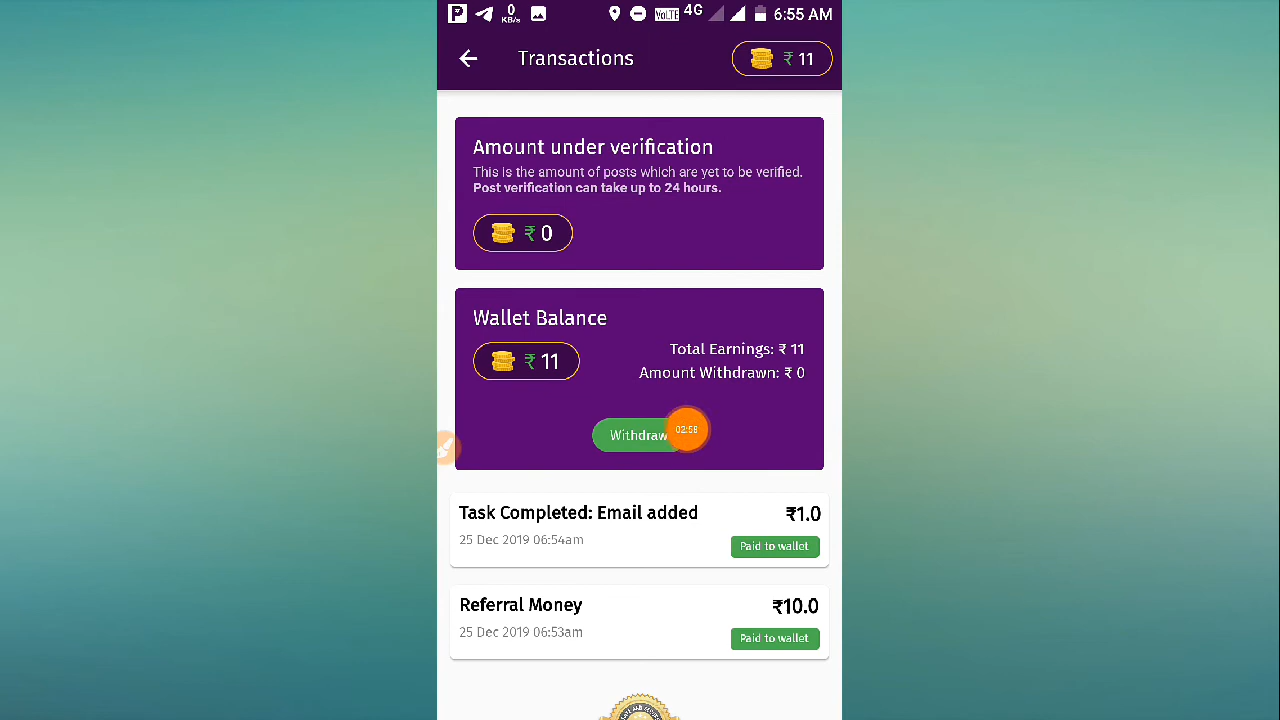 0
KB/s
VoLTE
4G
6:55 AM
Transactions
₹ 11
Amount under verification
This is the amount of posts which are yet to be verified.
Post verification can take up to 24 hours.
₹ 0
Wallet Balance
₹ 11
Total Earnings: ₹ 11
Amount Withdrawn: ₹ 0
Withdraw
02:58
Task Completed: Email added
₹1.0
25 Dec 2019 06:54am
Paid to wallet
Referral Money
₹10.0
25 Dec 2019 06:53am
Paid to wallet